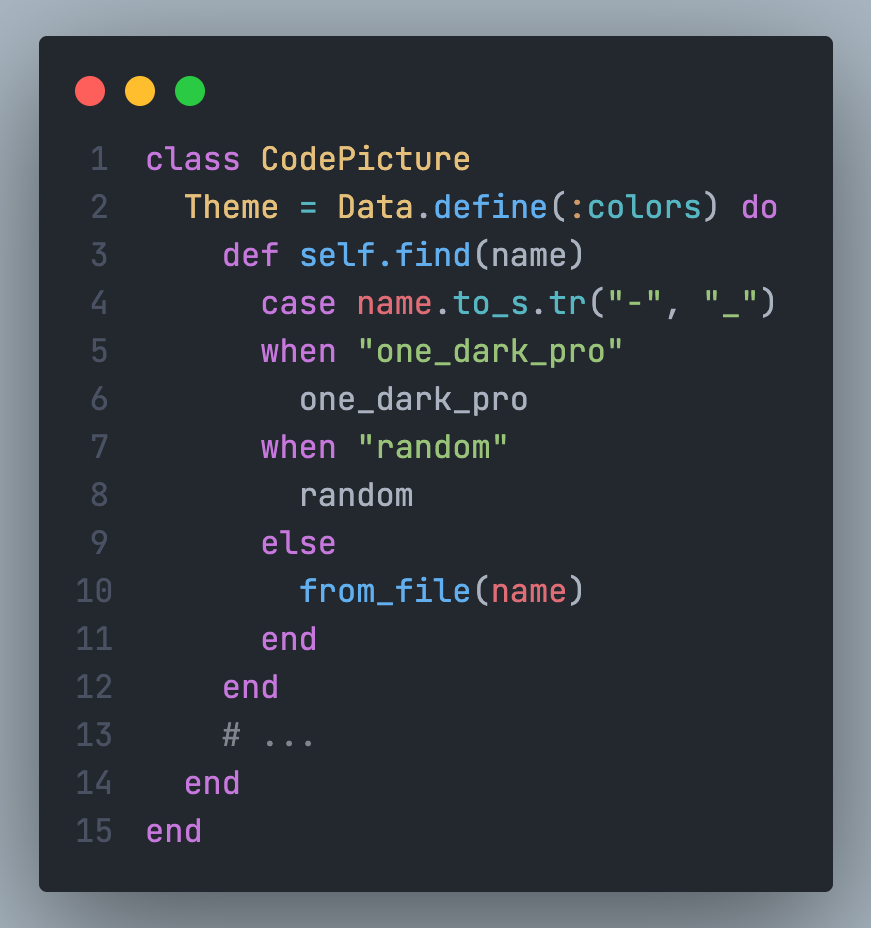 1 class CodePicture
2   Theme = Data.define(:colors) do
3     def self.find(name)
4       case name.to_s.tr("-", "_")
5       when "one_dark_pro"
6         one_dark_pro
7       when "random"
8         random
9       else
10         from_file(name)
11       end
12     end
13     # ...
14   end
15 end